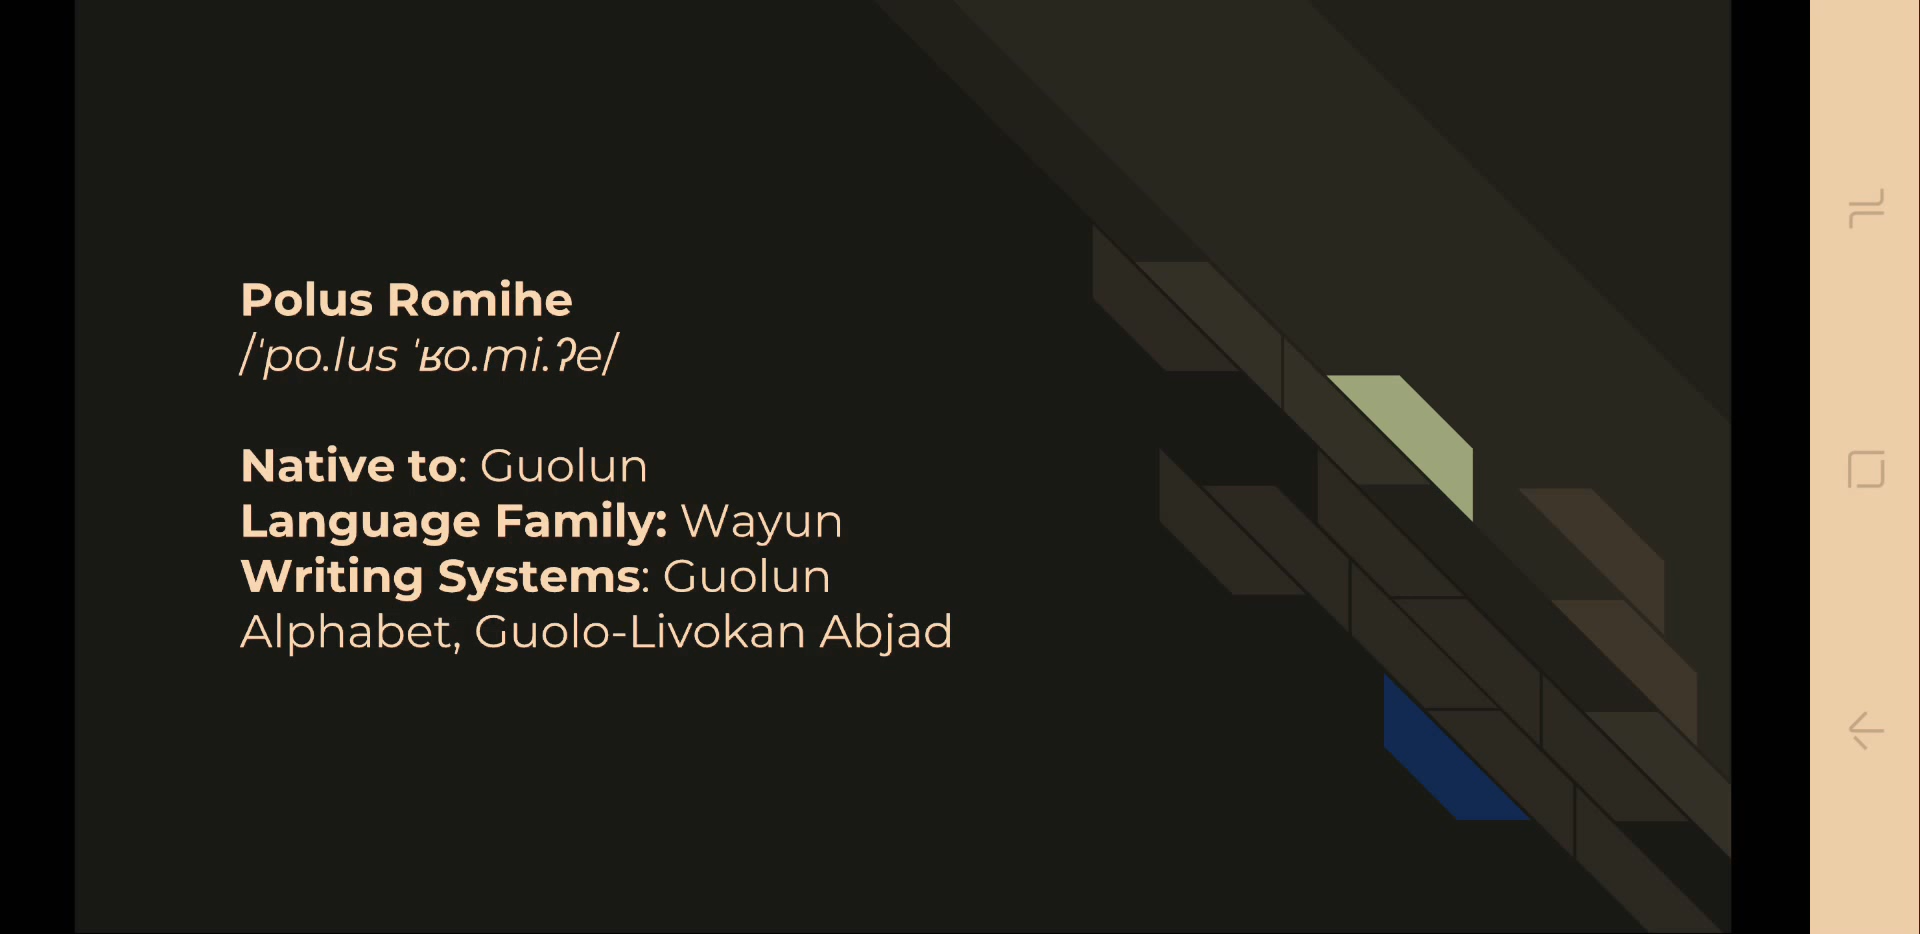 Polus Romihe
/ˈpo.lus ˈʀo.mi.ʔe/
Native to: Guolun
Language Family: Wayun
Writing Systems: Guolun
Alphabet, Guolo-Livokan Abjad